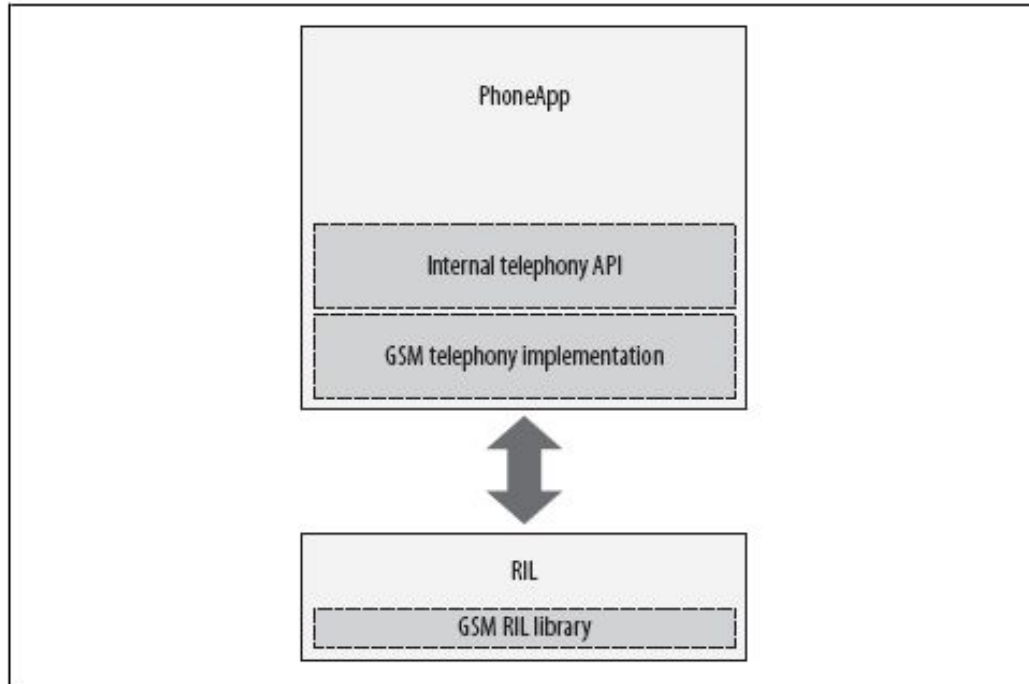 PhoneApp
Internal telephony API
GSM telephony implementation
RIL
GSM RIL library